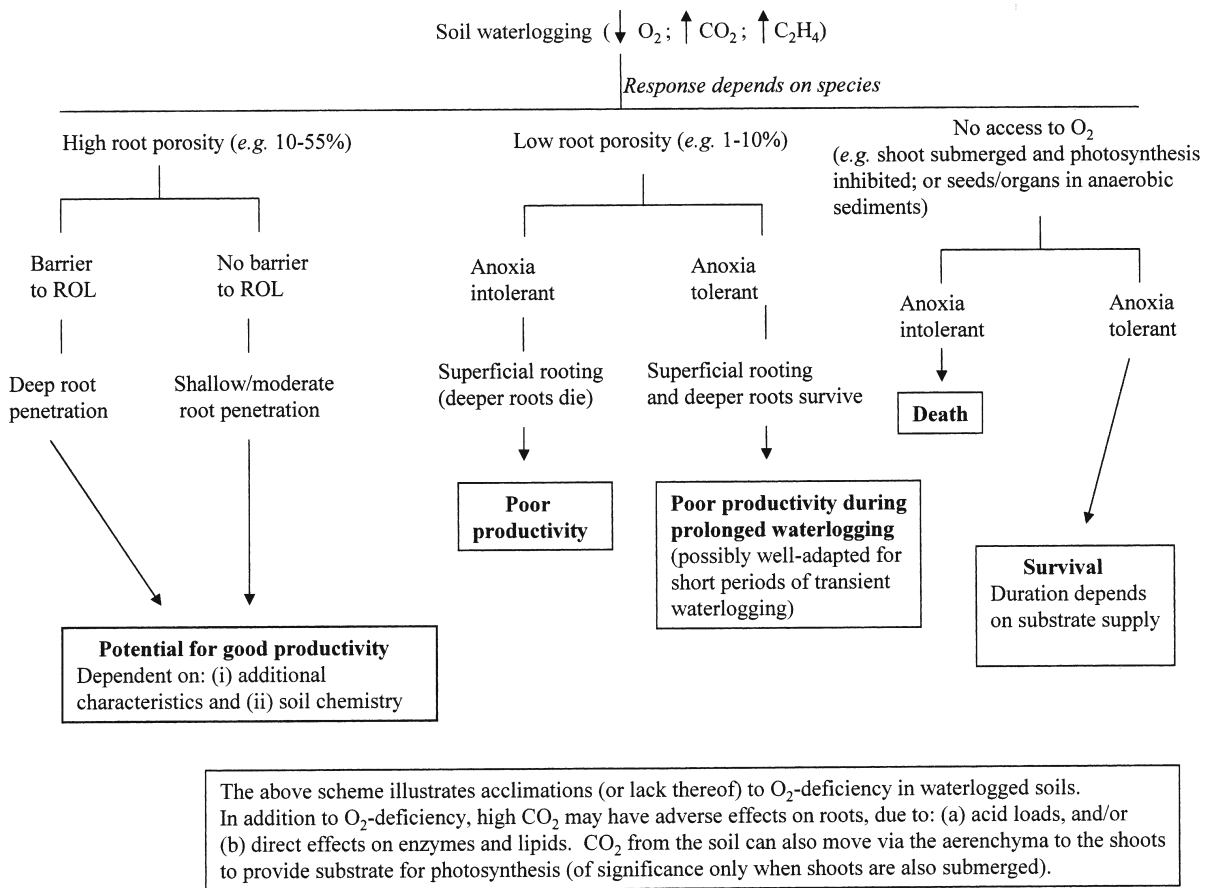 Soil waterlogging (↓ O₂; ↑ CO₂; ↑ C₂H₄)
Response depends on species
High root porosity (e.g. 10-55%)
Low root porosity (e.g. 1-10%)
No access to O₂
(e.g. shoot submerged and photosynthesis
inhibited; or seeds/organs in anaerobic
sediments)
Barrier
to ROL
No barrier
to ROL
Anoxia
intolerant
Anoxia
tolerant
Anoxia
intolerant
Anoxia
tolerant
Deep root
penetration
Shallow/moderate
root penetration
Superficial rooting
(deeper roots die)
Superficial rooting
and deeper roots survive
Death
Poor
productivity
Poor productivity during
prolonged waterlogging
(possibly well-adapted for
short periods of transient
waterlogging)
Survival
Duration depends
on substrate supply
Potential for good productivity
Dependent on: (i) additional
characteristics and (ii) soil chemistry
The above scheme illustrates acclimations (or lack thereof) to O₂-deficiency in waterlogged soils.
In addition to O₂-deficiency, high CO₂ may have adverse effects on roots, due to: (a) acid loads, and/or
(b) direct effects on enzymes and lipids. CO₂ from the soil can also move via the aerenchyma to the shoots
to provide substrate for photosynthesis (of significance only when shoots are also submerged).